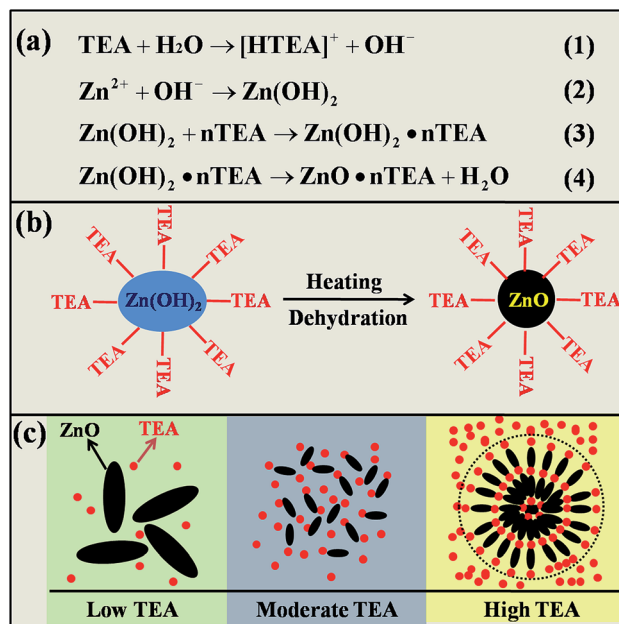 (a) TEA + H₂O → [HTEA]⁺ + OH⁻ (1)
Zn²⁺ + OH⁻ → Zn(OH)₂ (2)
Zn(OH)₂ + nTEA → Zn(OH)₂ • nTEA (3)
Zn(OH)₂ • nTEA → ZnO • nTEA + H₂O (4)
(b)
TEA
TEA
TEA
TEA
Zn(OH)₂
TEA
TEA
TEA
TEA
Heating
Dehydration
TEA
TEA
TEA
TEA
ZnO
TEA
TEA
TEA
TEA
(c)
ZnO
TEA
Low TEA
Moderate TEA
High TEA